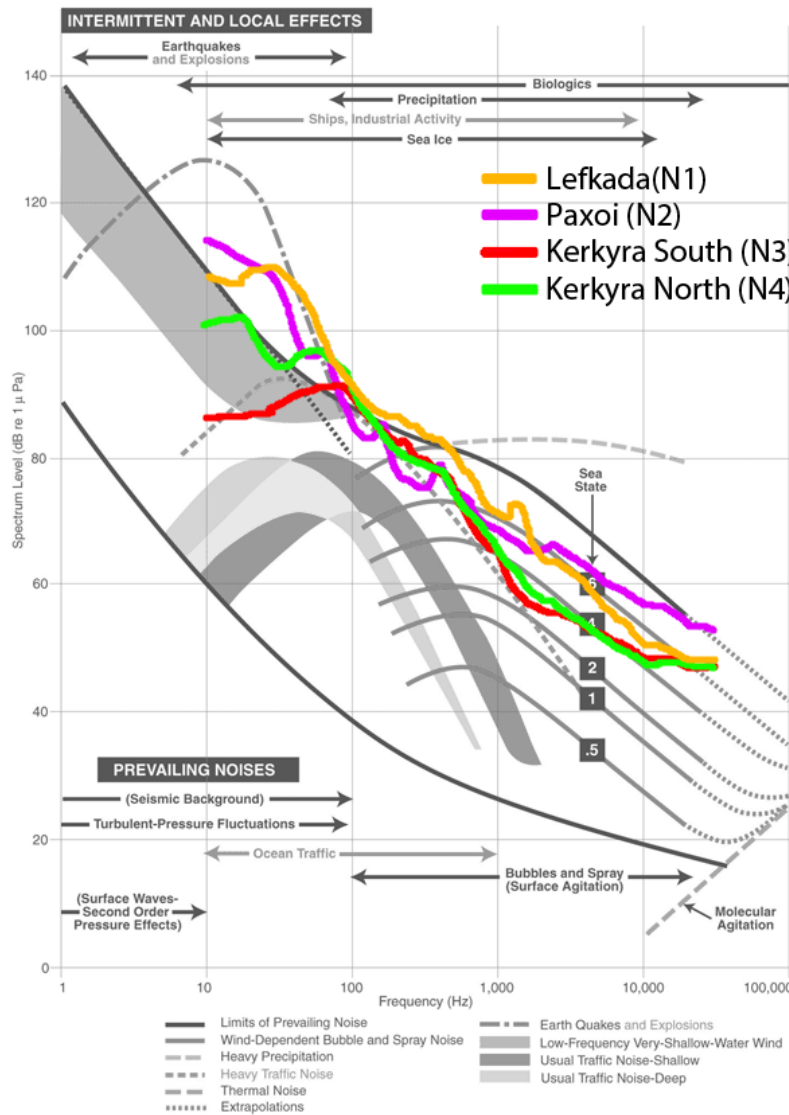 INTERMITTENT AND LOCAL EFFECTS
Earthquakes
and Explosions
140
Biologics
Precipitation
Ships, Industrial Activity
Sea Ice
Lefkada(N1)
120
Paxoi (N2)
Kerkyra South (N3)
Kerkyra North (N4)
100
Spectrum Level (dB re 1 μ Pa)
80
Sea
State
60
6
4
2
1
40
.5
PREVAILING NOISES
(Seismic Background)
Turbulent-Pressure Fluctuations
20
Ocean Traffic
Bubbles and Spray
(Surface Agitation)
(Surface Waves-
Second Order
Pressure Effects)
Molecular
Agitation
0
1
10
100
1,000
10,000
100,000
Frequency (Hz)
Limits of Prevailing Noise
Wind-Dependent Bubble and Spray Noise
Heavy Precipitation
Heavy Traffic Noise
Thermal Noise
Extrapolations
Earth Quakes and Explosions
Low-Frequency Very-Shallow-Water Wind
Usual Traffic Noise-Shallow
Usual Traffic Noise-Deep